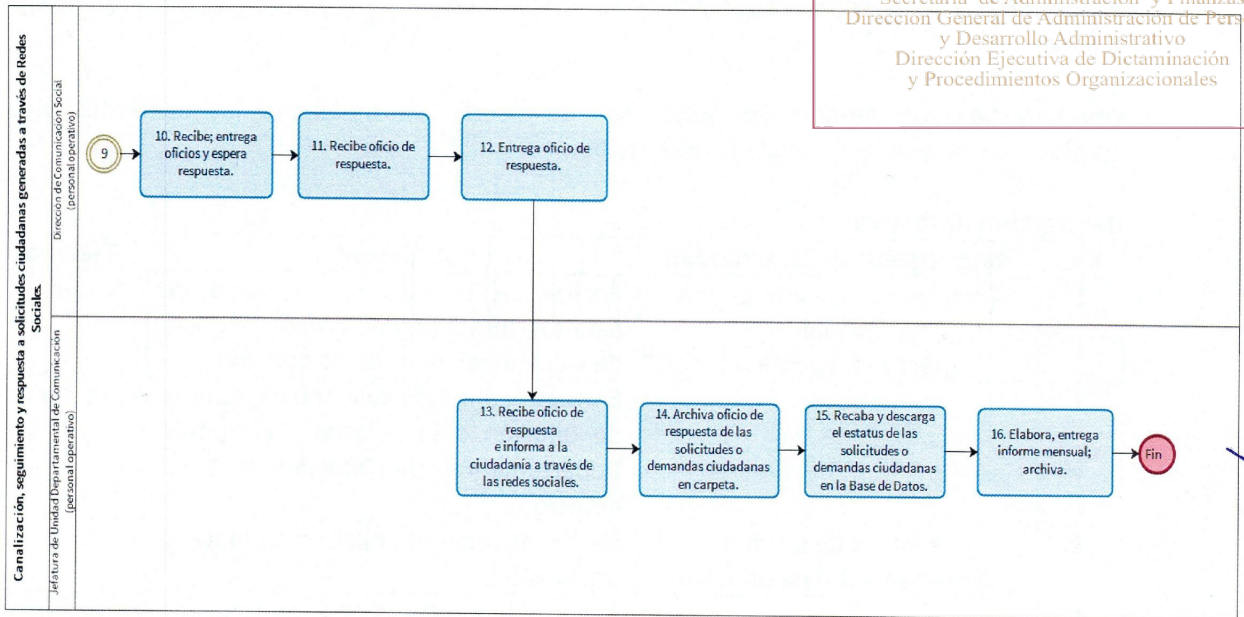 Secretaría de Administración y Finanzas
Dirección General de Administración de Pers
y Desarrollo Administrativo
Dirección Ejecutiva de Dictaminación
y Procedimientos Organizacionales
Canalización, seguimiento y respuesta a solicitudes ciudadanas generadas a través de Redes
Sociales.
Dirección de Comunicación Social
(personal operativo)
9
10. Recibe; entrega
oficios y espera
respuesta.
11. Recibe oficio de
respuesta.
12. Entrega oficio de
respuesta.
Jefatura de Unidad Departamental de Comunicación
(personal operativo)
13. Recibe oficio de
respuesta
e informa a la
ciudadanía a través de
las redes sociales.
14. Archiva oficio de
respuesta de las
solicitudes o
demandas ciudadanas
en carpeta.
15. Recaba y descarga
el estatus de las
solicitudes o
demandas ciudadanas
en la Base de Datos.
16. Elabora, entrega
informe mensual;
archiva.
Fin